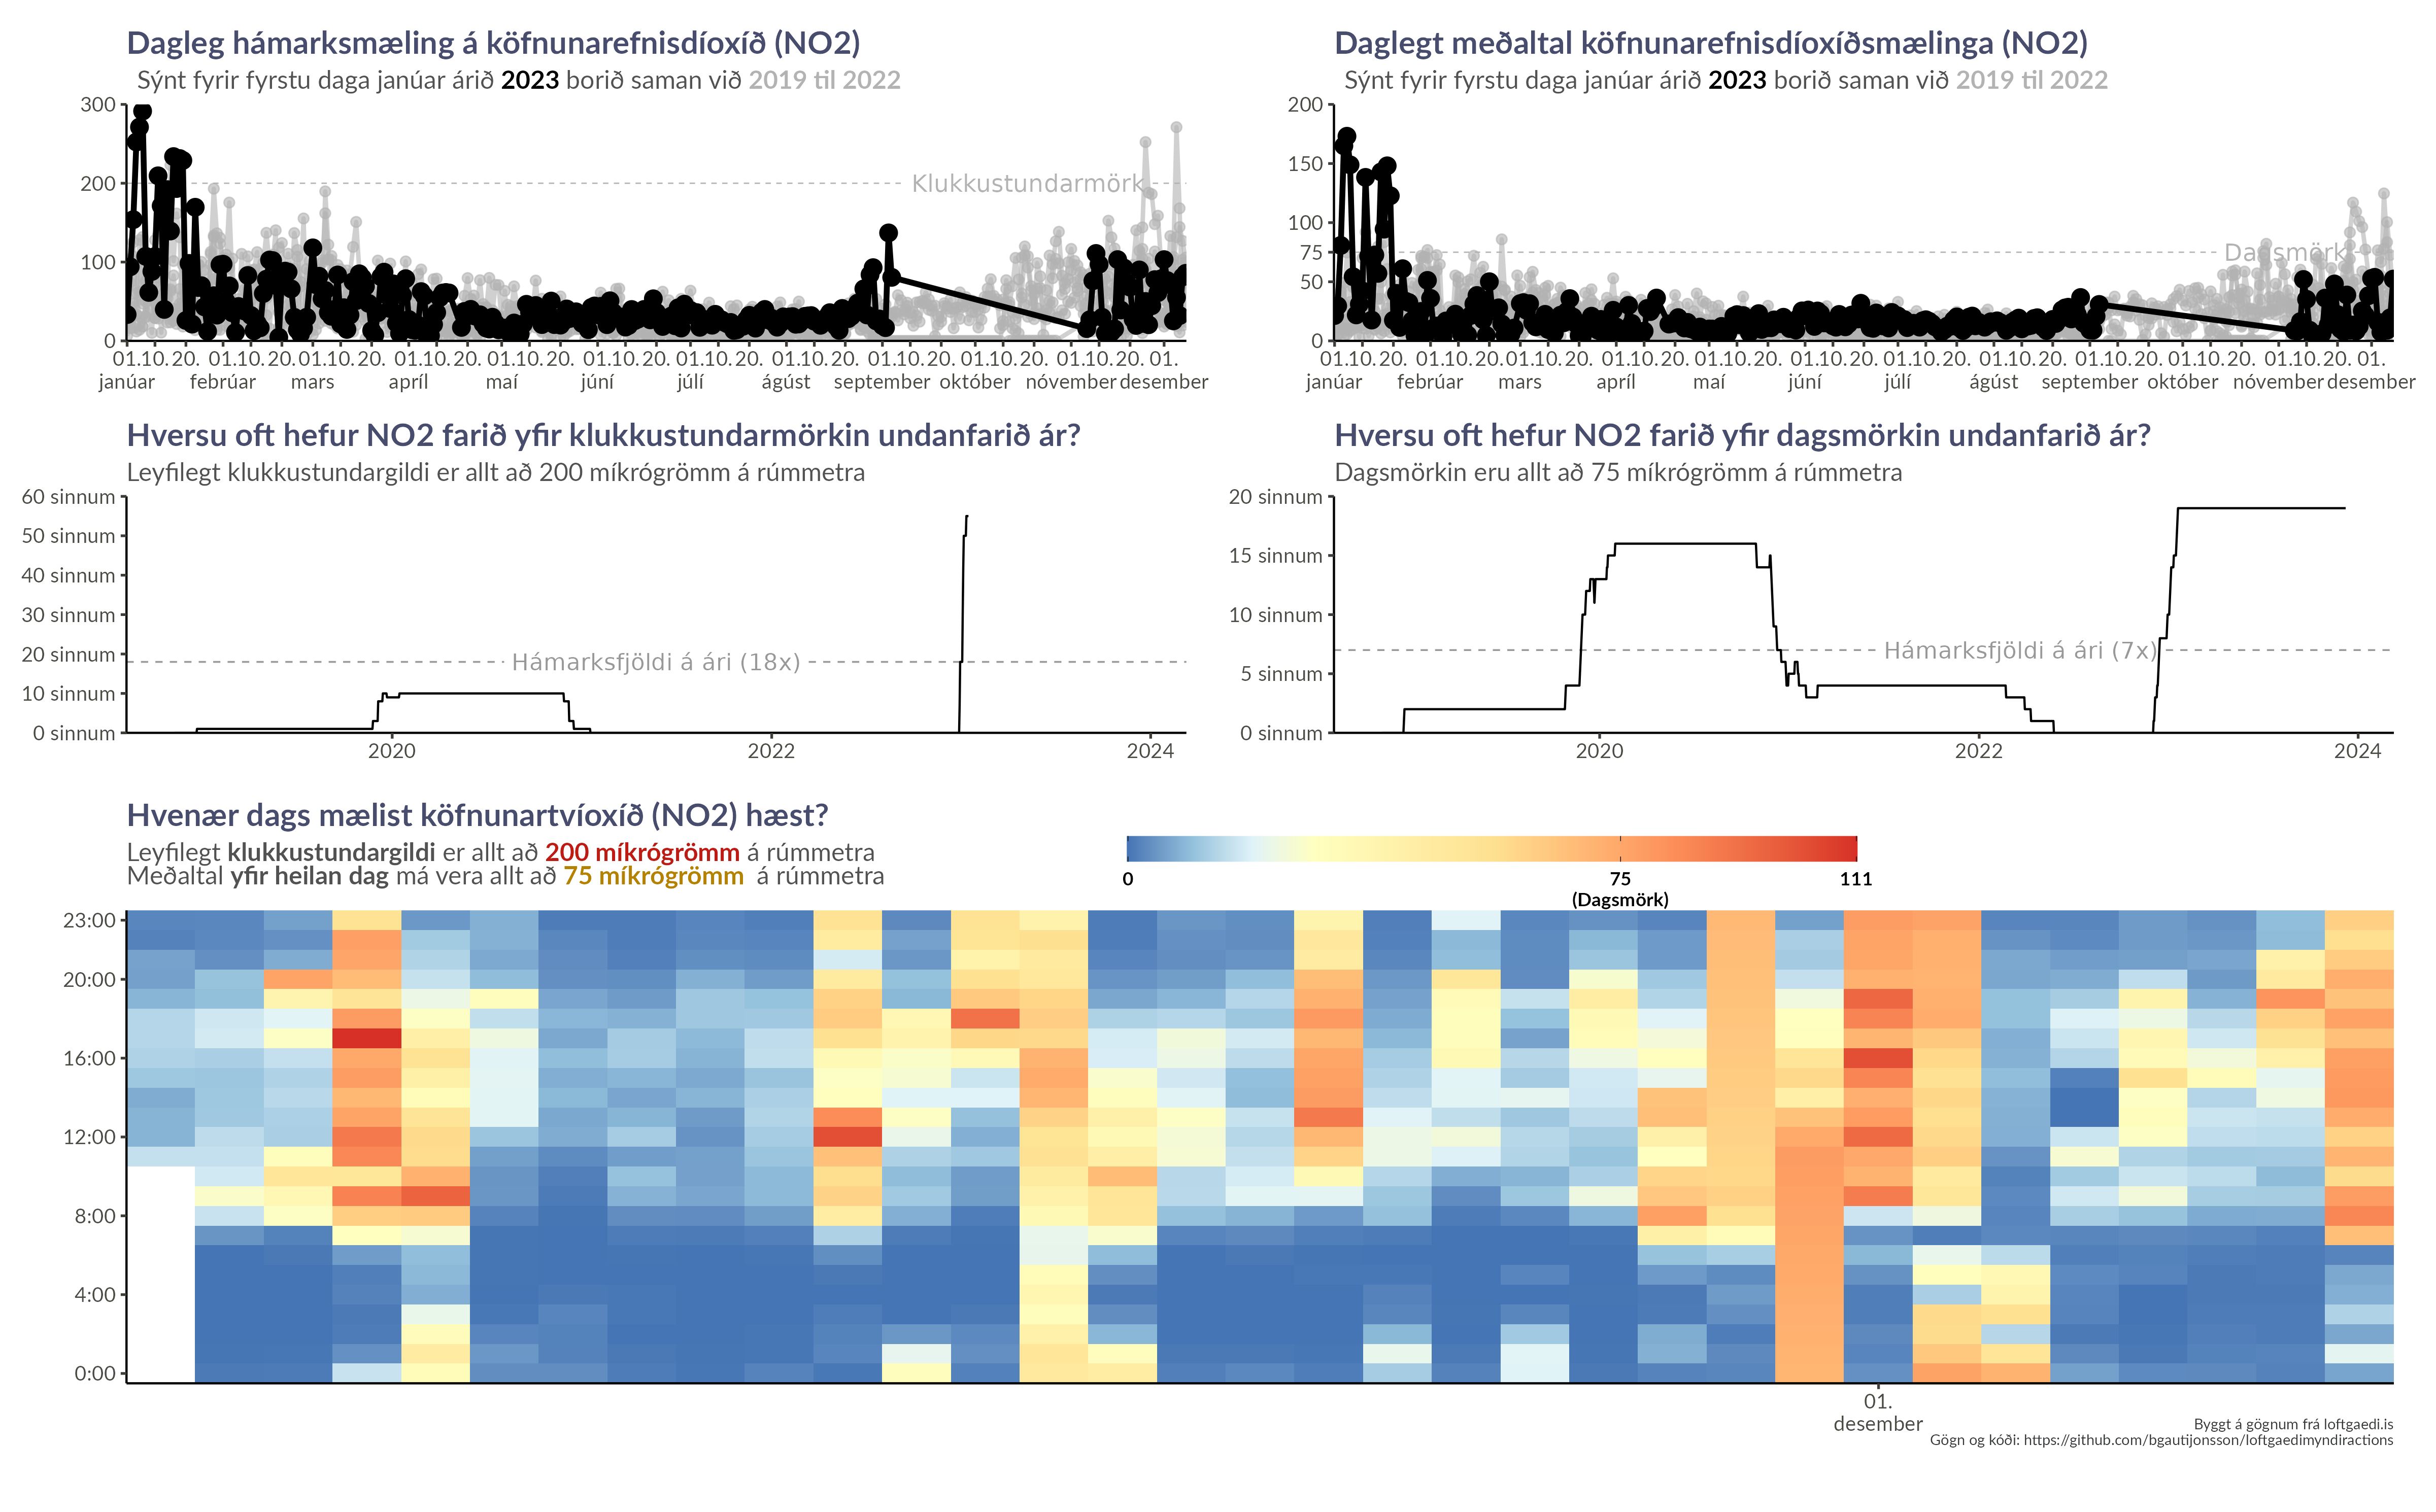 Dagleg hámarksmæling á köfnunarefnisdíoxíð (NO2)
Sýnt fyrir fyrstu daga janúar árið 2023 borið saman við 2019 til 2022
300
200
100
0
Klukkustundarmörk
01. 10. 20. 01. 10. 20. 01. 10. 20. 01. 10. 20. 01. 10. 20. 01. 10. 20. 01. 10. 20. 01. 10. 20. 01. 10. 20. 01. 10. 20. 01. 10. 20. 01.
janúar febrúar mars apríl maí júní júlí ágúst september október nóvember desember
Daglegt meðaltal köfnunarefnisdíoxíðsmælinga (NO2)
Sýnt fyrir fyrstu daga janúar árið 2023 borið saman við 2019 til 2022
200
150
100
75
50
0
Dagsmörk
01. 10. 20. 01. 10. 20. 01. 10. 20. 01. 10. 20. 01. 10. 20. 01. 10. 20. 01. 10. 20. 01. 10. 20. 01. 10. 20. 01. 10. 20. 01. 10. 20. 01.
janúar febrúar mars apríl maí júní júlí ágúst september október nóvember desember
Hversu oft hefur NO2 farið yfir klukkustundarmörkin undanfarið ár?
Leyfilegt klukkustundargildi er allt að 200 míkrógrömm á rúmmetra
60 sinnum
50 sinnum
40 sinnum
30 sinnum
20 sinnum
10 sinnum
0 sinnum
Hámarksfjöldi á ári (18x)
2020 2022 2024
Hversu oft hefur NO2 farið yfir dagsmörkin undanfarið ár?
Dagsmörkin eru allt að 75 míkrógrömm á rúmmetra
20 sinnum
15 sinnum
10 sinnum
5 sinnum
0 sinnum
Hámarksfjöldi á ári (7x)
2020 2022 2024
Hvenær dags mælist köfnunartvíoxíð (NO2) hæst?
Leyfilegt klukkustundargildi er allt að 200 míkrógrömm á rúmmetra
Meðaltal yfir heilan dag má vera allt að 75 míkrógrömm á rúmmetra
0 75 111
(Dagsmörk)
23:00
20:00
16:00
12:00
8:00
4:00
0:00
01.
desember
Byggt á gögnum frá loftgaedi.is
Gögn og kóði: https://github.com/bgautijonsson/loftgaedimyndiractions